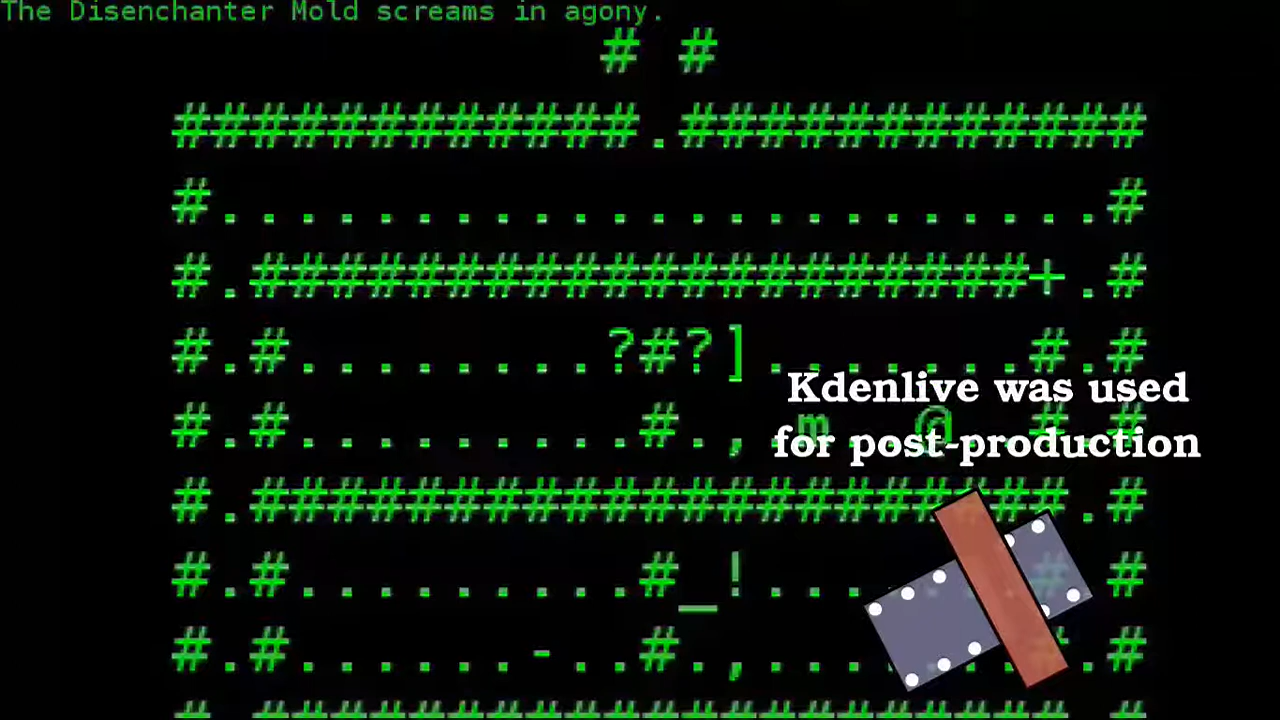 The Disenchanter Mold screams in agony.
# #
############.############
#.......................#
#.####################+.#
#.#........?#?].......#.#
#.#.........#.,.m..@..#.#
#.#####################.#
#.#.........#_!.......#.#
#.#......-..#.,.......#.#
Kdenlive was used
for post-production